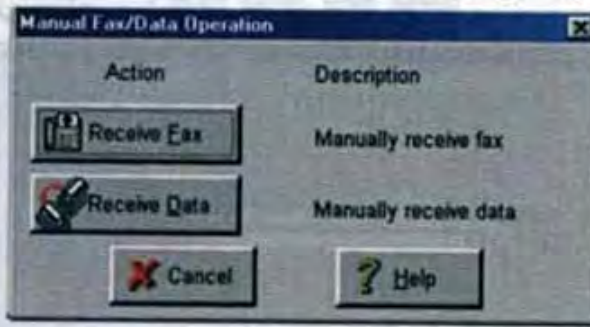 Manual Fax/Data Operation
Action Description
Receive Fax Manually receive fax
Receive Data Manually receive data
Cancel Help